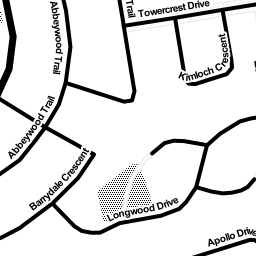 Abbeywood Trail
Trail
Towercrest Drive
Kimloch Crescent
Abbeywood Trail
Barrydale Crescent
Longwood Drive
Apollo Drive